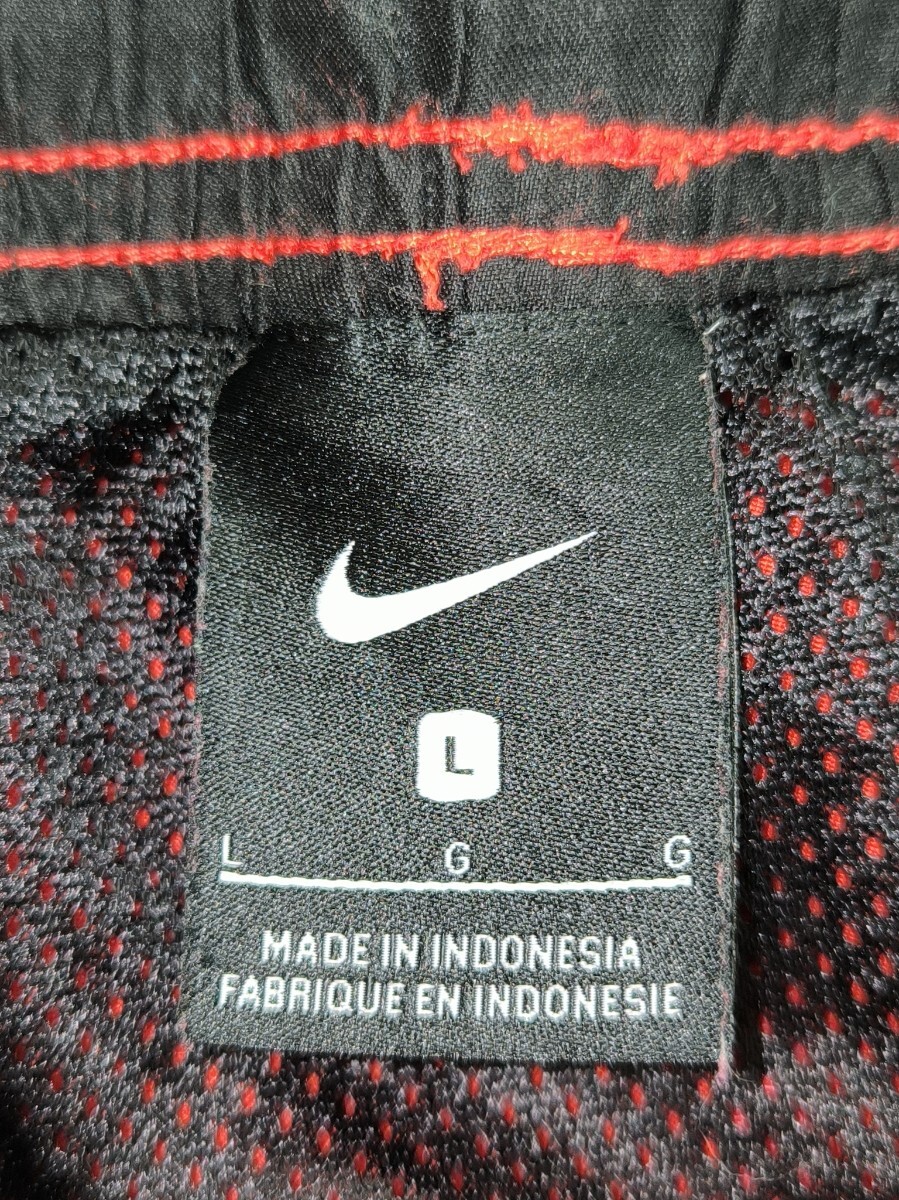 L
L G G
MADE IN INDONESIA
FABRIQUE EN INDONESIE